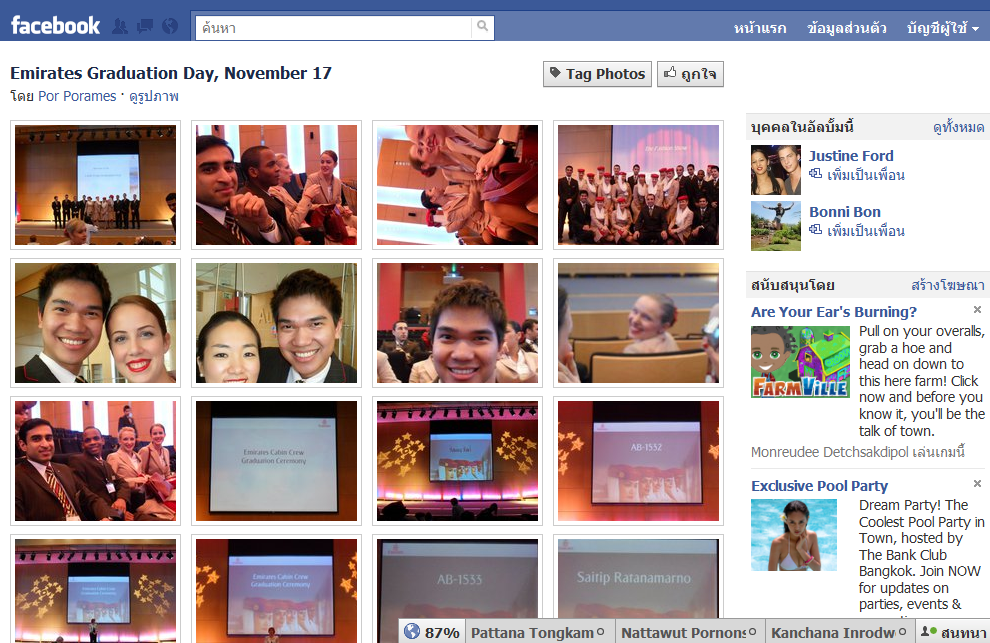 facebook
ค้นหา
หน้าแรก ข้อมูลส่วนตัว บัญชีผู้ใช้
Emirates Graduation Day, November 17
โดย Por Porames · ดูรูปภาพ
Tag Photos ถูกใจ
บุคคลในอัลบั้มนี้ ดูทั้งหมด
Justine Ford
เพิ่มเป็นเพื่อน
Bonni Bon
เพิ่มเป็นเพื่อน
สนับสนุนโดย สร้างโฆษณา
Are Your Ear's Burning?
FARMVILLE
Pull on your overalls,
grab a hoe and
head on down to
this here farm! Click
now and before you
know it, you'll be the
talk of town.
Monreudee Detchsakdipol เล่นเกมนี้
Exclusive Pool Party
Dream Party! The
Coolest Pool Party in
Town, hosted by
The Bank Club
Bangkok. Join NOW
for updates on
parties, events &
Emirates Cabin Crew
Graduation Ceremony
AB-1532
Emirates Cabin Crew
Graduation Ceremony
Emirates Cabin Crew
Graduation Ceremony
AB-1533
Saitip Ratanamarno
87% Pattana Tongkam Nattawut Pornons Kanchana Inrodw สนทนา